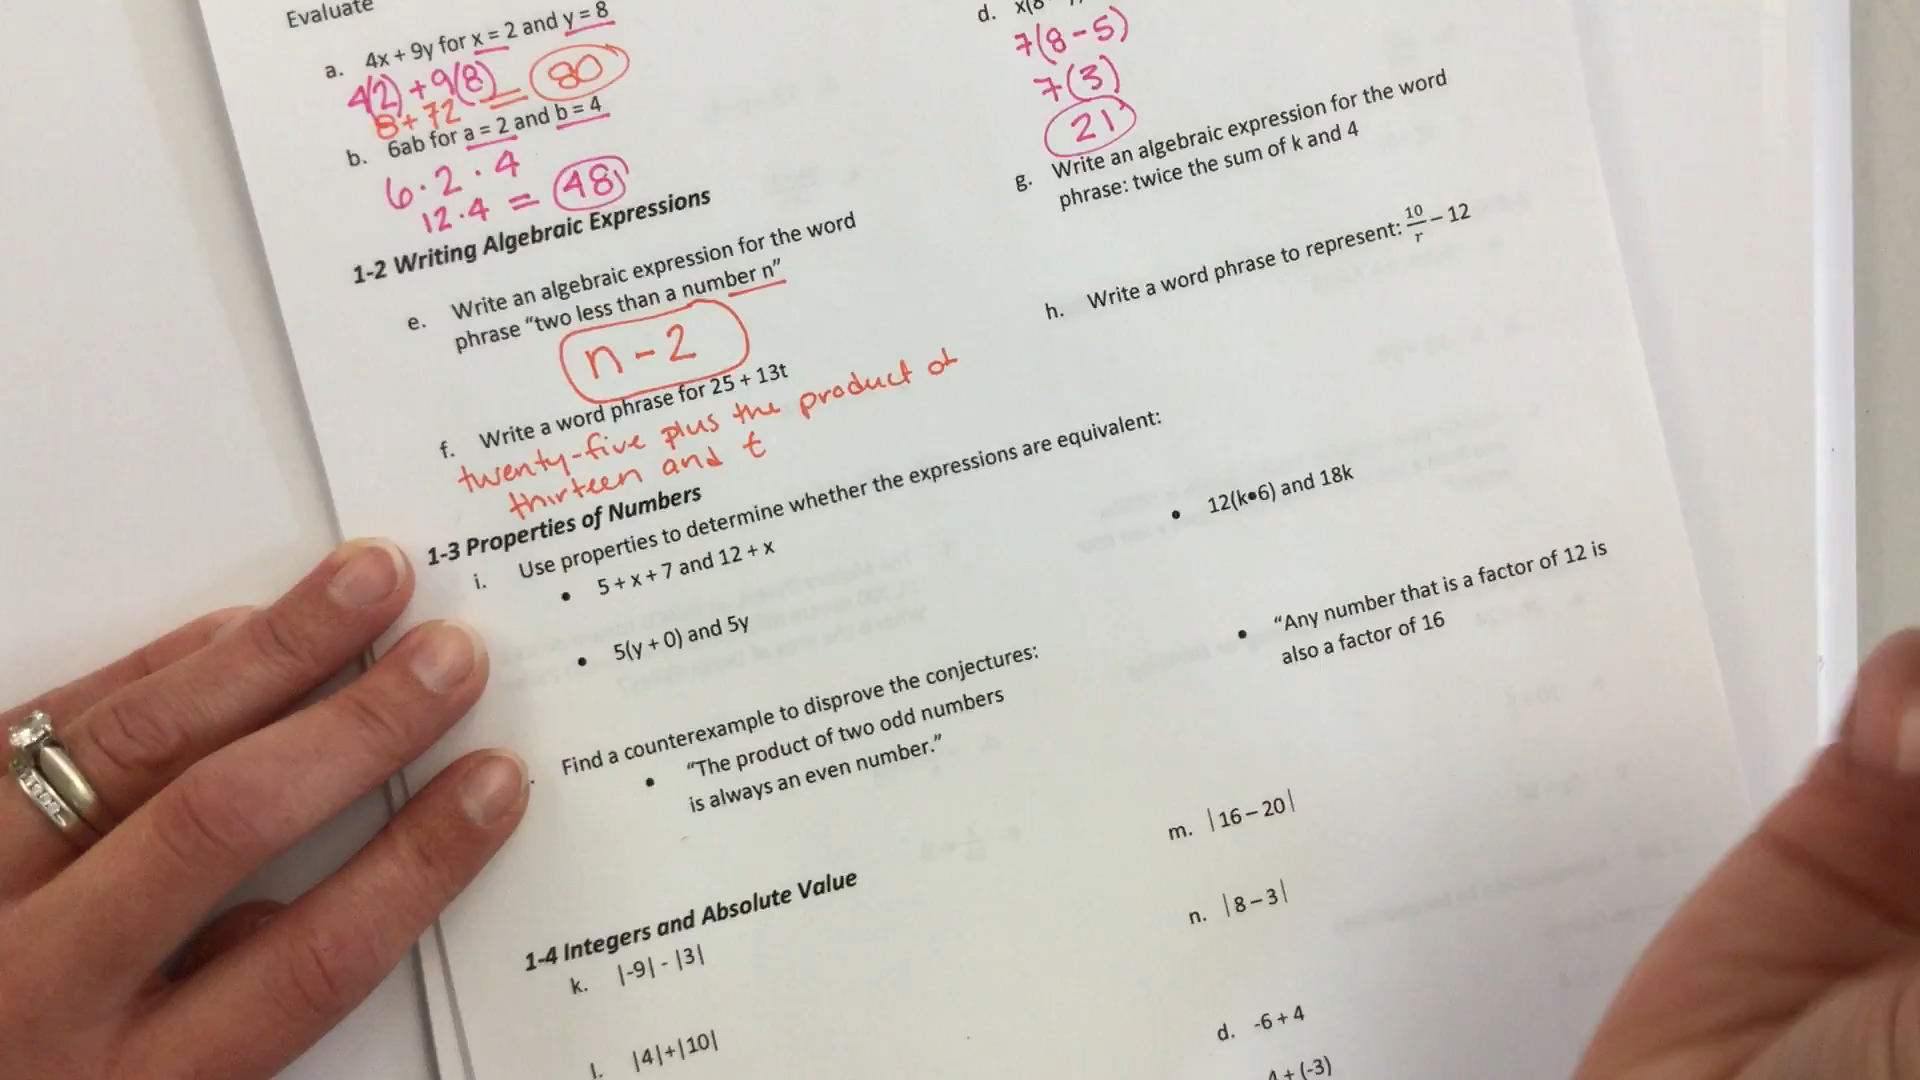 Evaluate
a. 4x + 9y for x = 2 and y = 8
4(2) + 9(8) = 80
8 + 72
b. 6ab for a = 2 and b = 4
6 · 2 · 4
12 · 4 = 48
1-2 Writing Algebraic Expressions
e. Write an algebraic expression for the word
phrase “two less than a number n”
n - 2
f. Write a word phrase for 25 + 13t
twenty-five plus the product of
thirteen and t
d. x(8
7(8 - 5)
7(3)
21
g. Write an algebraic expression for the word
phrase: twice the sum of k and 4
h. Write a word phrase to represent: 10/r – 12
1-3 Properties of Numbers
i. Use properties to determine whether the expressions are equivalent:
• 5 + x + 7 and 12 + x
• 5(y + 0) and 5y
• 12(k•6) and 18k
Find a counterexample to disprove the conjectures:
• “The product of two odd numbers
is always an even number.”
• “Any number that is a factor of 12 is
also a factor of 16
1-4 Integers and Absolute Value
k. |-9| - |3|
l. |4|+|10|
m. |16 – 20|
n. |8 – 3|
d. -6 + 4
4 + (-3)